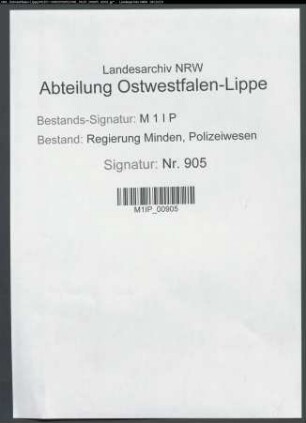 Landesarchiv NRW
Abteilung Ostwestfalen-Lippe
Bestands-Signatur: M 1 I P
Bestand: Regierung Minden, Polizeiwesen
Signatur: Nr. 905
M1IP_00905